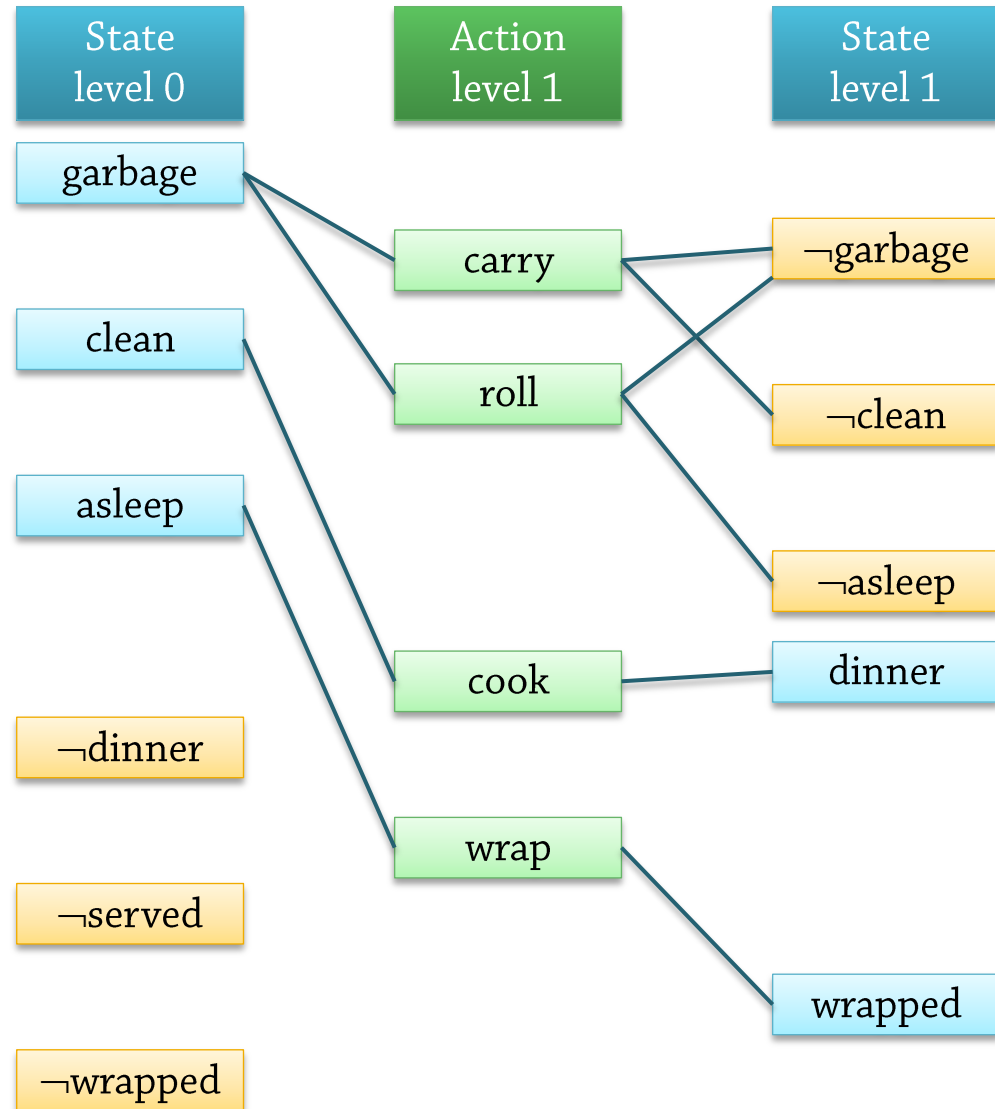 State
level 0
Action
level 1
State
level 1
garbage
clean
asleep
¬dinner
¬served
¬wrapped
carry
roll
cook
wrap
¬garbage
¬clean
¬asleep
dinner
wrapped